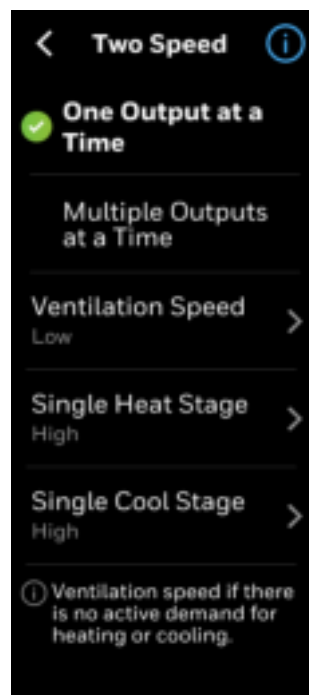 Two Speed
One Output at a
Time
Multiple Outputs
at a Time
Ventilation Speed
Low
Single Heat Stage
High
Single Cool Stage
High
Ventilation speed if there
is no active demand for
heating or cooling.